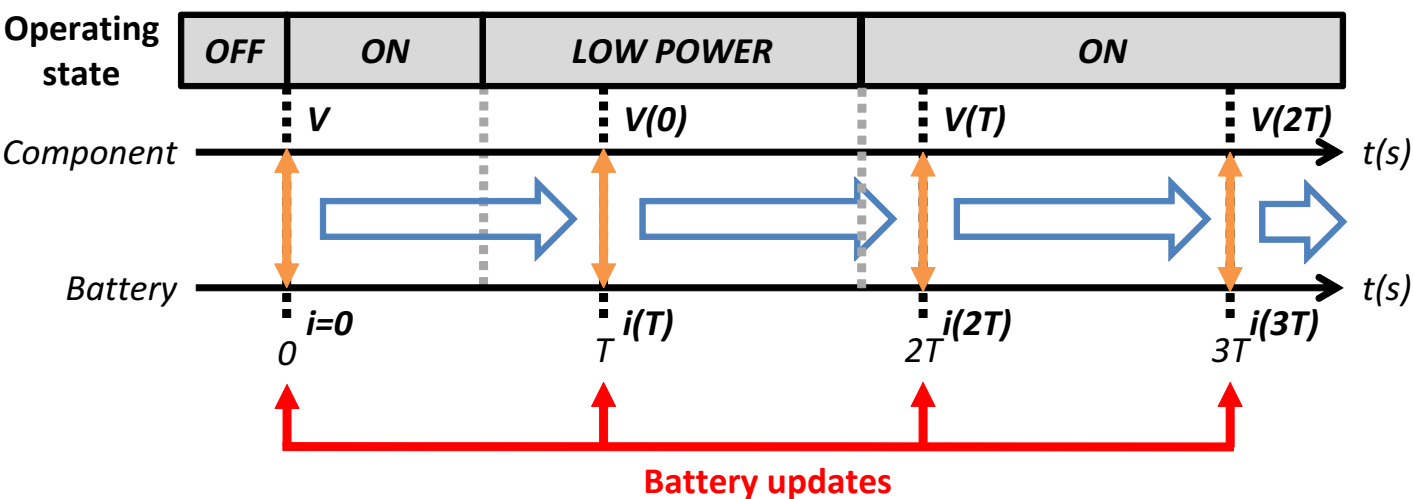 Operating
state
OFF ON LOW POWER ON
V V(0) V(T) V(2T)
Component t(s)
Battery t(s)
i=0 i(T) i(2T) i(3T)
0 T 2T 3T
Battery updates